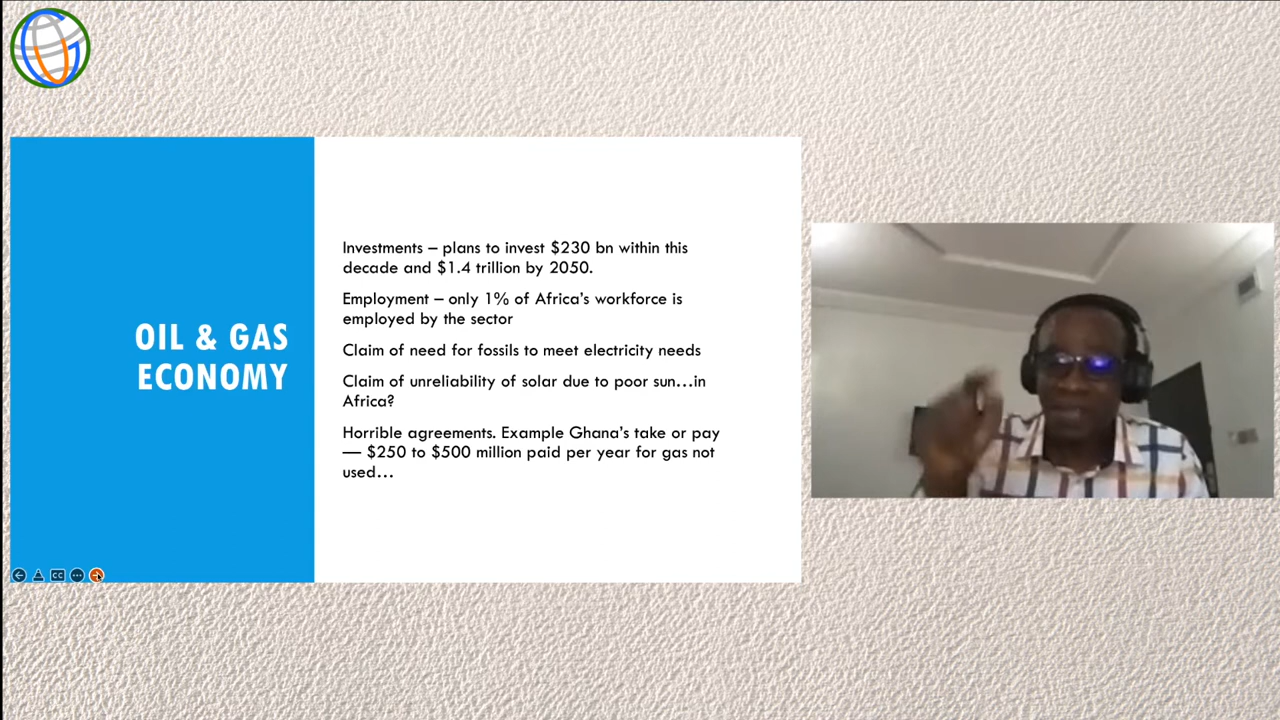 OIL & GAS
ECONOMY
Investments – plans to invest $230 bn within this
decade and $1.4 trillion by 2050.
Employment – only 1% of Africa's workforce is
employed by the sector
Claim of need for fossils to meet electricity needs
Claim of unreliability of solar due to poor sun...in
Africa?
Horrible agreements. Example Ghana's take or pay
— $250 to $500 million paid per year for gas not
used...
CC